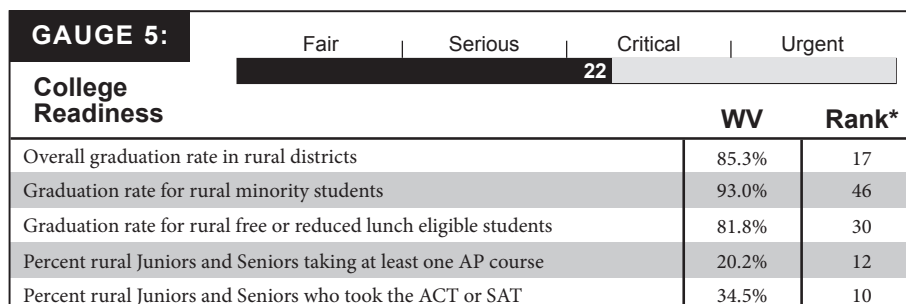 GAUGE 5:
Fair | Serious | Critical | Urgent
22
College
Readiness
WV Rank*
Overall graduation rate in rural districts 85.3% 17
Graduation rate for rural minority students 93.0% 46
Graduation rate for rural free or reduced lunch eligible students 81.8% 30
Percent rural Juniors and Seniors taking at least one AP course 20.2% 12
Percent rural Juniors and Seniors who took the ACT or SAT 34.5% 10